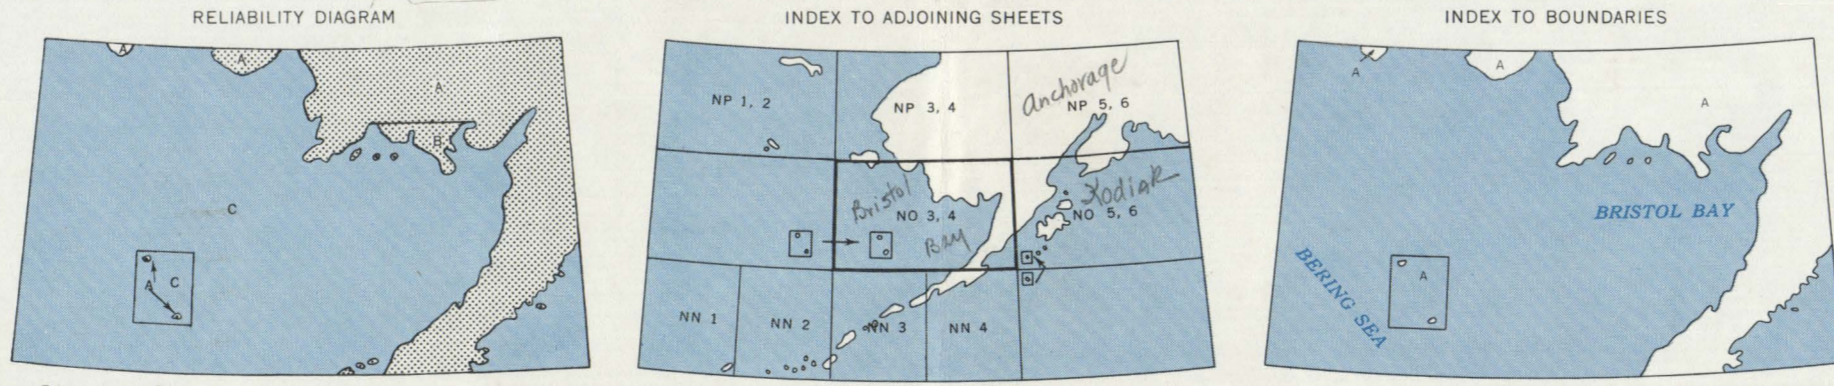 RELIABILITY DIAGRAM
A
A
A
B
C
A
C
INDEX TO ADJOINING SHEETS
NP 1, 2
NP 3, 4
Anchorage
NP 5, 6
Bristol
NO 3, 4
Bay
Kodiak
NO 5, 6
NN 1
NN 2
NN 3
NN 4
INDEX TO BOUNDARIES
A
A
A
BRISTOL BAY
BERING SEA
A